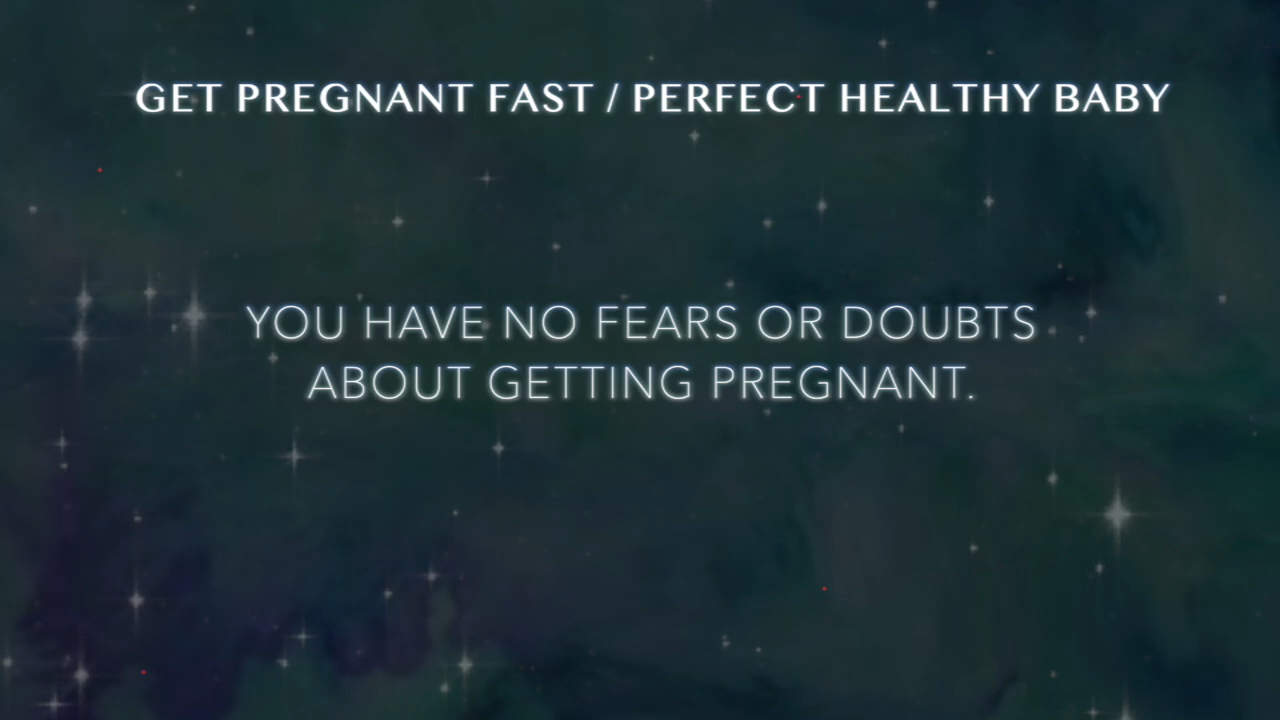 GET PREGNANT FAST / PERFECT HEALTHY BABY
YOU HAVE NO FEARS OR DOUBTS
ABOUT GETTING PREGNANT.